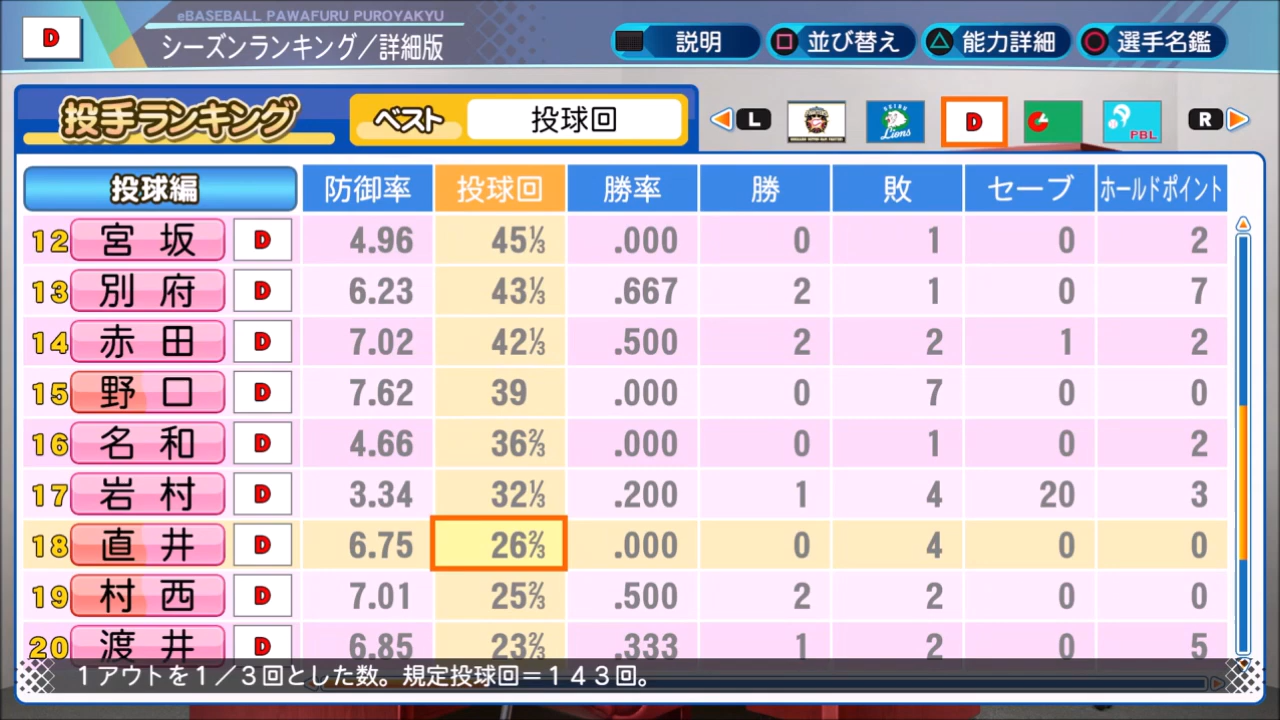 D
eBASEBALL PAWAFURU PUROYAKYU
シーズンランキング／詳細版
説明 並び替え 能力詳細 選手名鑑
投手ランキング ベスト 投球回 L Lions D PBL R
投球編 防御率 投球回 勝率 勝 敗 セーブ ホールドポイント
12 宮坂 D 4.96 45⅓ .000 0 1 0 2
13 別府 D 6.23 43⅓ .667 2 1 0 7
14 赤田 D 7.02 42⅓ .500 2 2 1 2
15 野口 D 7.62 39 .000 0 7 0 0
16 名和 D 4.66 36⅔ .000 0 1 0 2
17 岩村 D 3.34 32⅓ .200 1 4 20 3
18 直井 D 6.75 26⅔ .000 0 4 0 0
19 村西 D 7.01 25⅔ .500 2 2 0 0
20 渡井 D 6.85 23⅔ .333 1 2 0 5
１アウトを１／３回とした数。規定投球回＝１４３回。